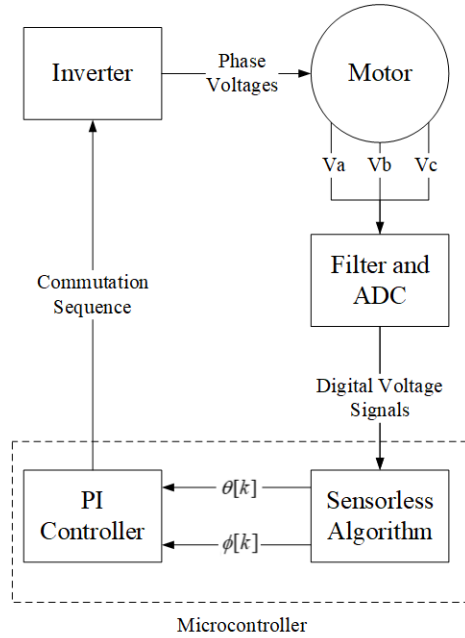 Inverter
Phase
Voltages
Motor
Va
Vb
Vc
Filter and
ADC
Commutation
Sequence
Digital Voltage
Signals
PI
Controller
θ[k]
ϕ[k]
Sensorless
Algorithm
Microcontroller